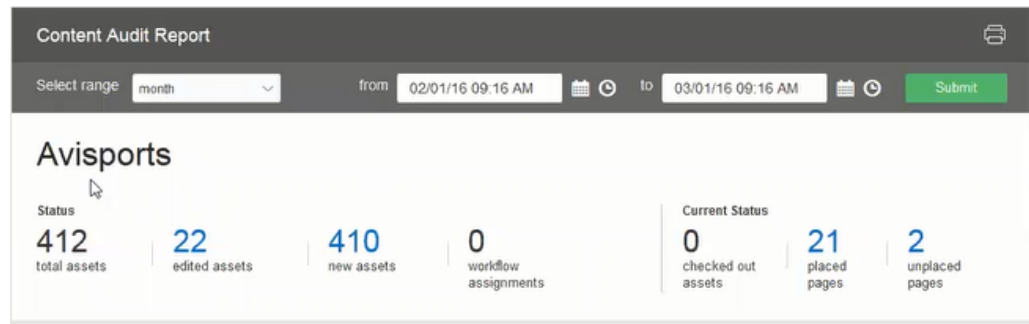 Content Audit Report
Select range month from 02/01/16 09:16 AM to 03/01/16 09:16 AM Submit
Avisports
Status Current Status
412 22 410 0 0 21 2
total assets edited assets new assets workflow checked out placed unplaced
assignments assets pages pages